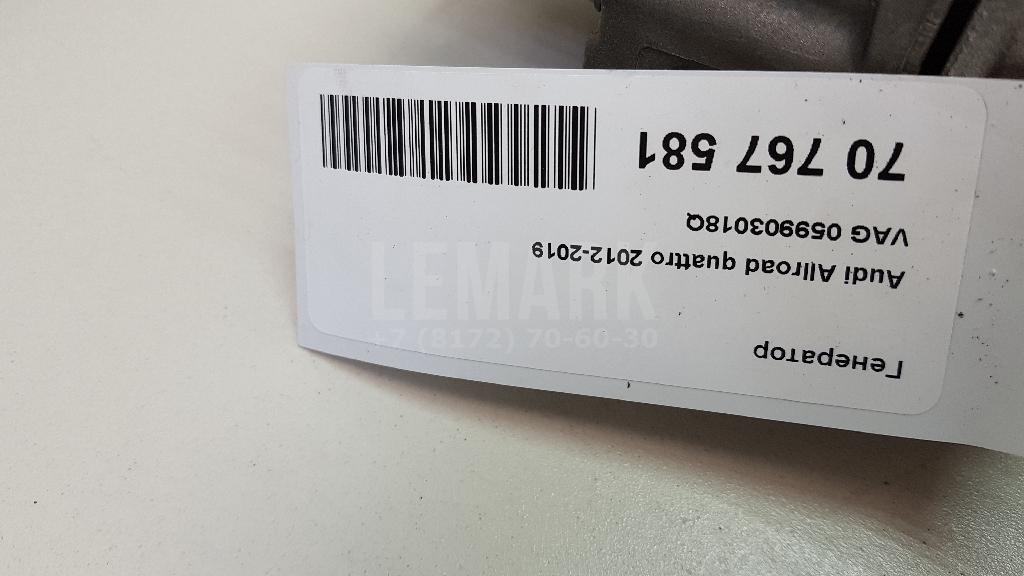 Генератор
Audi Allroad quattro 2012-2019
VAG 059903018Q
70 767 581
LEMARK
+7 (8172) 70-60-30